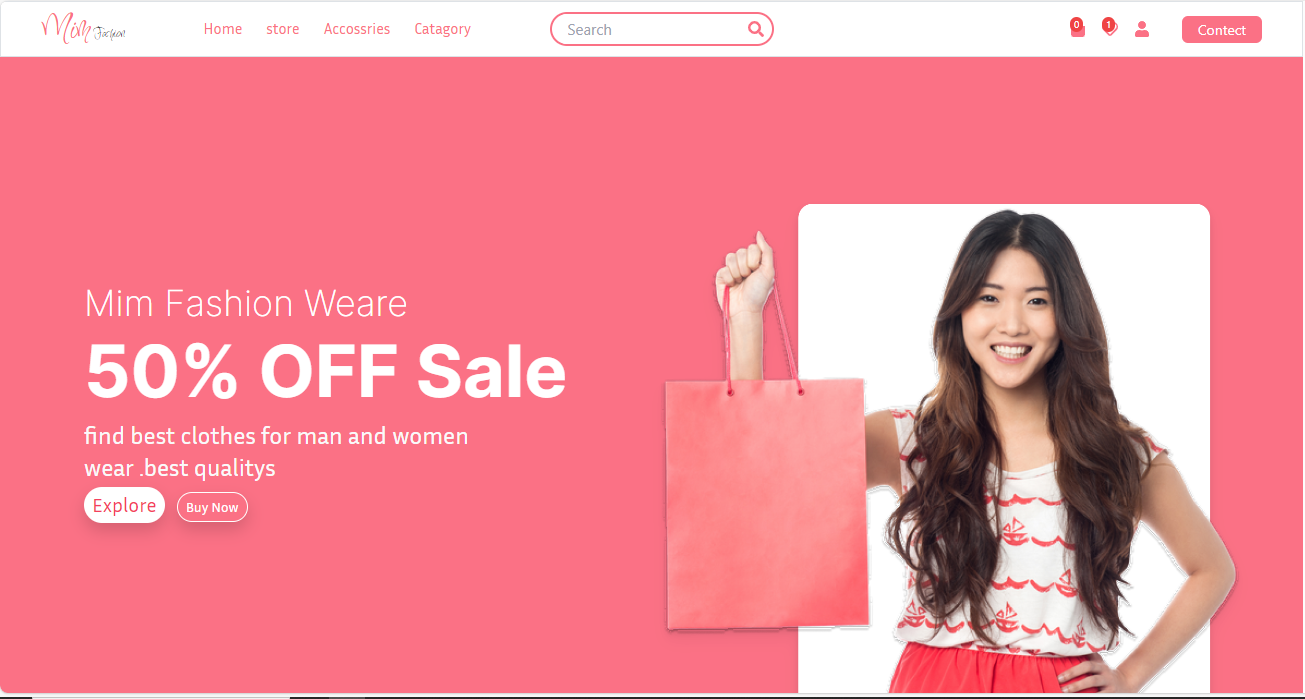 Mim Fashion
Home store Accossries Catagory
Search
0 1
Contect
Mim Fashion Weare
50% OFF Sale
find best clothes for man and women
wear .best qualitys
Explore Buy Now